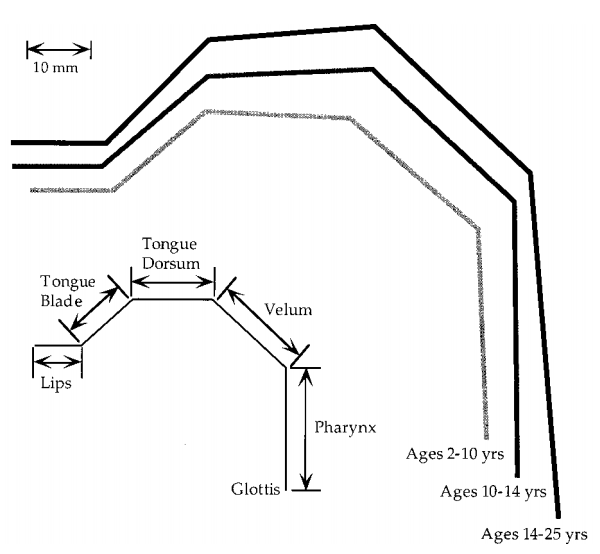 10 mm
Tongue
Dorsum
Tongue
Blade
Velum
Lips
Pharynx
Glottis
Ages 2-10 yrs
Ages 10-14 yrs
Ages 14-25 yrs